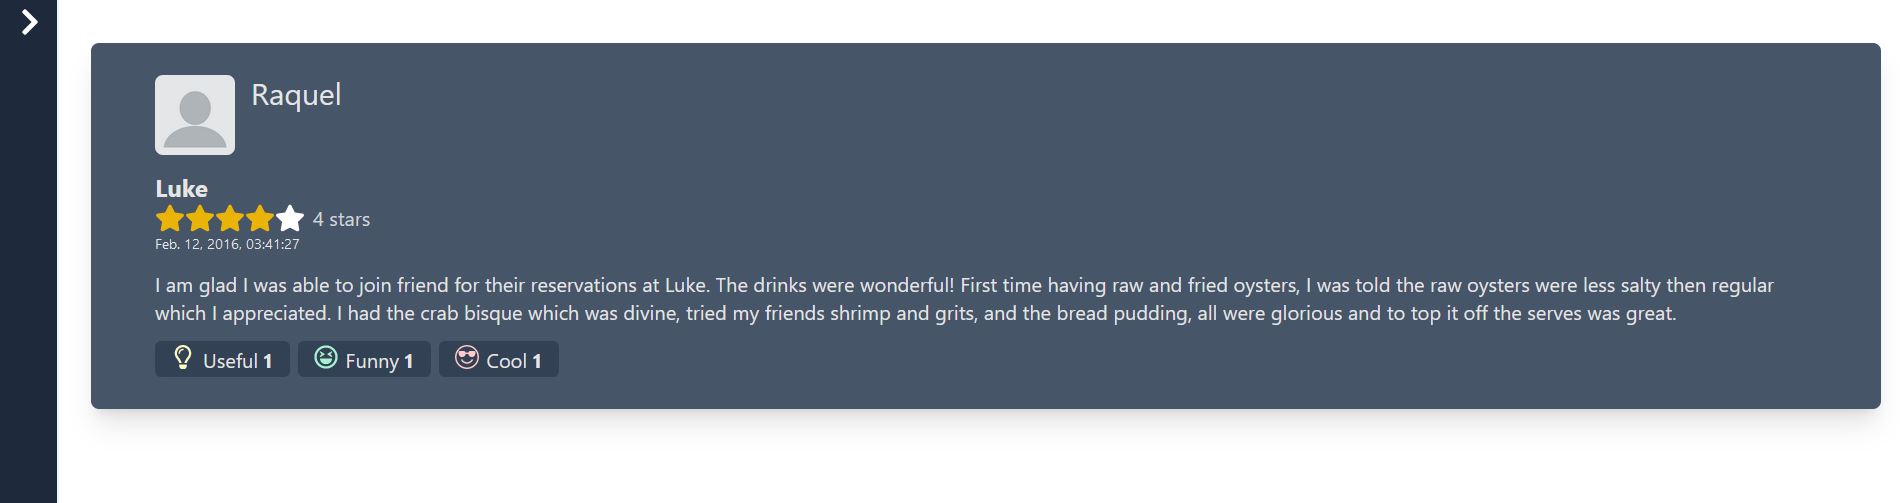 Raquel
Luke
4 stars
Feb. 12, 2016, 03:41:27
I am glad I was able to join friend for their reservations at Luke. The drinks were wonderful! First time having raw and fried oysters, I was told the raw oysters were less salty then regular
which I appreciated. I had the crab bisque which was divine, tried my friends shrimp and grits, and the bread pudding, all were glorious and to top it off the serves was great.
Useful 1 Funny 1 Cool 1